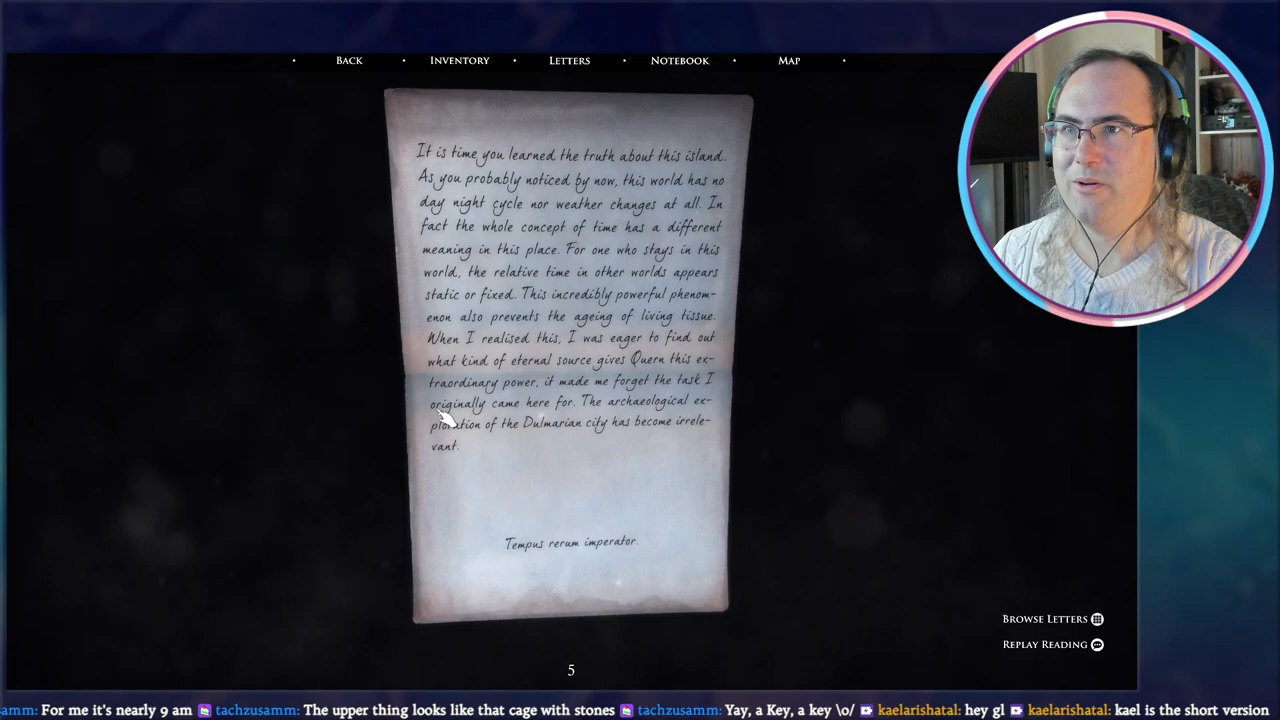 BACK
INVENTORY
LETTERS
NOTEBOOK
MAP
It is time you learned the truth about this island.
As you probably noticed by now, this world has no
day night cycle nor weather changes at all. In
fact the whole concept of time has a different
meaning in this place. For one who stays in this
world, the relative time in other worlds appears
static or fixed. This incredibly powerful phenom-
enon also prevents the ageing of living tissue.
When I realised this, I was eager to find out
what kind of eternal source gives Quern this ex-
traordinary power, it made me forget the task I
originally came here for. The archaeological ex-
ploration of the Dulmarian city has become irrele-
vant.
Tempus rerum imperator.
BROWSE LETTERS
REPLAY READING
5
samm: For me it's nearly 9 am tachzusamm: The upper thing looks like that cage with stones tachzusamm: Yay, a Key, a key \o/ kaelarishatal: hey gl kaelarishatal: kael is the short version